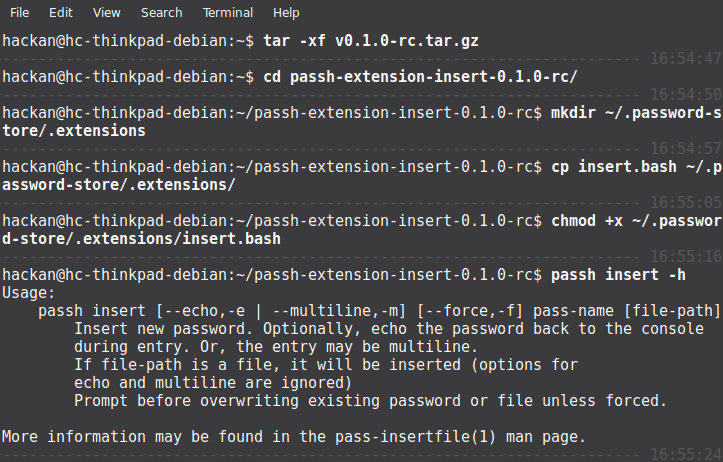 File Edit View Search Terminal Help
hackan@hc-thinkpad-debian:~$ tar -xf v0.1.0-rc.tar.gz
----------------------------------------------------------------------- 16:54:47
hackan@hc-thinkpad-debian:~$ cd passh-extension-insert-0.1.0-rc/
----------------------------------------------------------------------- 16:54:50
hackan@hc-thinkpad-debian:~/passh-extension-insert-0.1.0-rc$ mkdir ~/.password-s
tore/.extensions
----------------------------------------------------------------------- 16:54:57
hackan@hc-thinkpad-debian:~/passh-extension-insert-0.1.0-rc$ cp insert.bash ~/.p
assword-store/.extensions/
----------------------------------------------------------------------- 16:55:05
hackan@hc-thinkpad-debian:~/passh-extension-insert-0.1.0-rc$ chmod +x ~/.passwor
d-store/.extensions/insert.bash
----------------------------------------------------------------------- 16:55:16
hackan@hc-thinkpad-debian:~/passh-extension-insert-0.1.0-rc$ passh insert -h
Usage:
    passh insert [--echo,-e | --multiline,-m] [--force,-f] pass-name [file-path]
        Insert new password. Optionally, echo the password back to the console
        during entry. Or, the entry may be multiline.
        If file-path is a file, it will be inserted (options for
        echo and multiline are ignored)
        Prompt before overwriting existing password or file unless forced.
More information may be found in the pass-insertfile(1) man page.
----------------------------------------------------------------------- 16:55:24